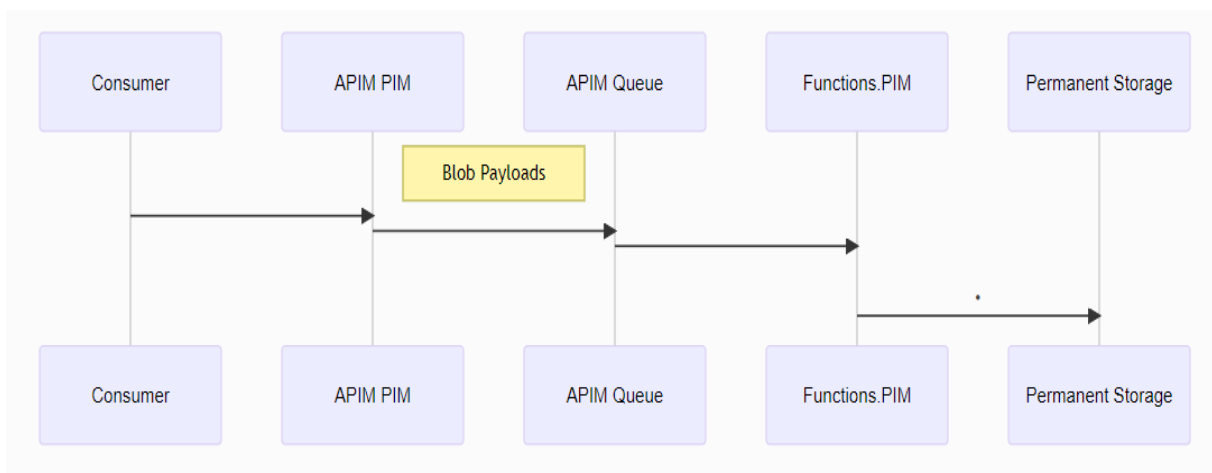 Consumer
APIM PIM
APIM Queue
Functions.PIM
Permanent Storage
Blob Payloads
*
Consumer
APIM PIM
APIM Queue
Functions.PIM
Permanent Storage